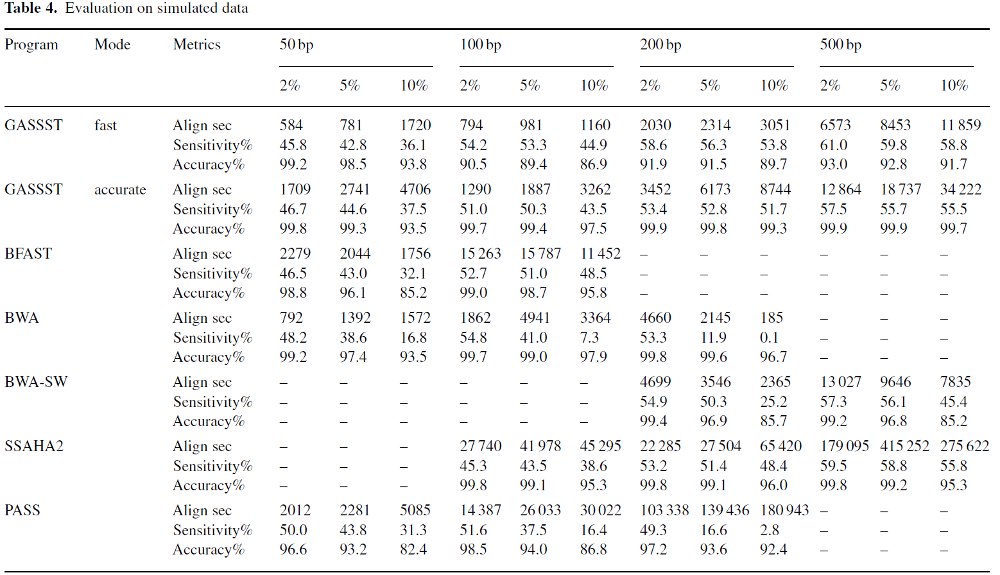 Table 4. Evaluation on simulated data
Program Mode Metrics 50 bp 100 bp 200 bp 500 bp
2% 5% 10% 2% 5% 10% 2% 5% 10% 2% 5% 10%
GASSST fast Align sec 584 781 1720 794 981 1160 2030 2314 3051 6573 8453 11 859
Sensitivity% 45.8 42.8 36.1 54.2 53.3 44.9 58.6 56.3 53.8 61.0 59.8 58.8
Accuracy% 99.2 98.5 93.8 90.5 89.4 86.9 91.9 91.5 89.7 93.0 92.8 91.7
GASSST accurate Align sec 1709 2741 4706 1290 1887 3262 3452 6173 8744 12 864 18 737 34 222
Sensitivity% 46.7 44.6 37.5 51.0 50.3 43.5 53.4 52.8 51.7 57.5 55.7 55.5
Accuracy% 99.8 99.3 93.5 99.7 99.4 97.5 99.9 99.8 99.3 99.9 99.9 99.7
BFAST Align sec 2279 2044 1756 15 263 15 787 11 452 – – – – – –
Sensitivity% 46.5 43.0 32.1 52.7 51.0 48.5 – – – – – –
Accuracy% 98.8 96.1 85.2 99.0 98.7 95.8 – – – – – –
BWA Align sec 792 1392 1572 1862 4941 3364 4660 2145 185 – – –
Sensitivity% 48.2 38.6 16.8 54.8 41.0 7.3 53.3 11.9 0.1 – – –
Accuracy% 99.2 97.4 93.5 99.7 99.0 97.9 99.8 99.6 96.7 – – –
BWA-SW Align sec – – – – – – 4699 3546 2365 13 027 9646 7835
Sensitivity% – – – – – – 54.9 50.3 25.2 57.3 56.1 45.4
Accuracy% – – – – – – 99.4 96.9 85.7 99.2 96.8 85.2
SSAHA2 Align sec – – – 27 740 41 978 45 295 22 285 27 504 65 420 179 095 415 252 275 622
Sensitivity% – – – 45.3 43.5 38.6 53.2 51.4 48.4 59.5 58.8 55.8
Accuracy% – – – 99.8 99.1 95.3 99.8 99.1 96.0 99.8 99.2 95.3
PASS Align sec 2012 2281 5085 14 387 26 033 30 022 103 338 139 436 180 943 – – –
Sensitivity% 50.0 43.8 31.3 51.6 37.5 16.4 49.3 16.6 2.8 – – –
Accuracy% 96.6 93.2 82.4 98.5 94.0 86.8 97.2 93.6 92.4 – – –